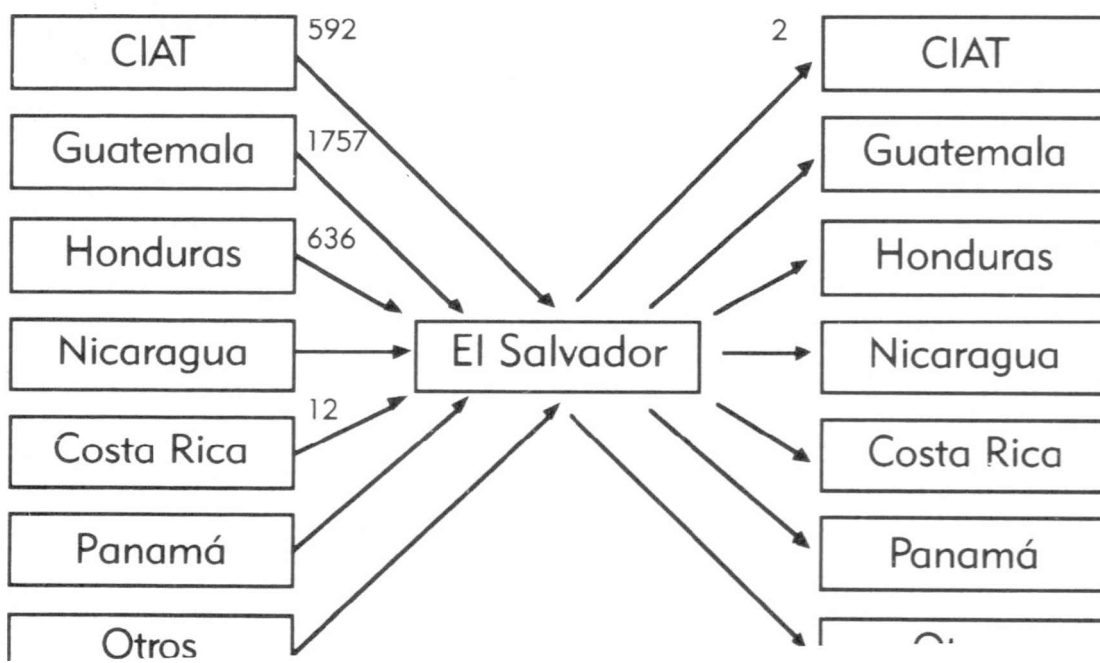 CIAT
592
2
CIAT
Guatemala
1757
Guatemala
Honduras
636
Honduras
Nicaragua
El Salvador
Nicaragua
Costa Rica
12
Costa Rica
Panamá
Panamá
Otros